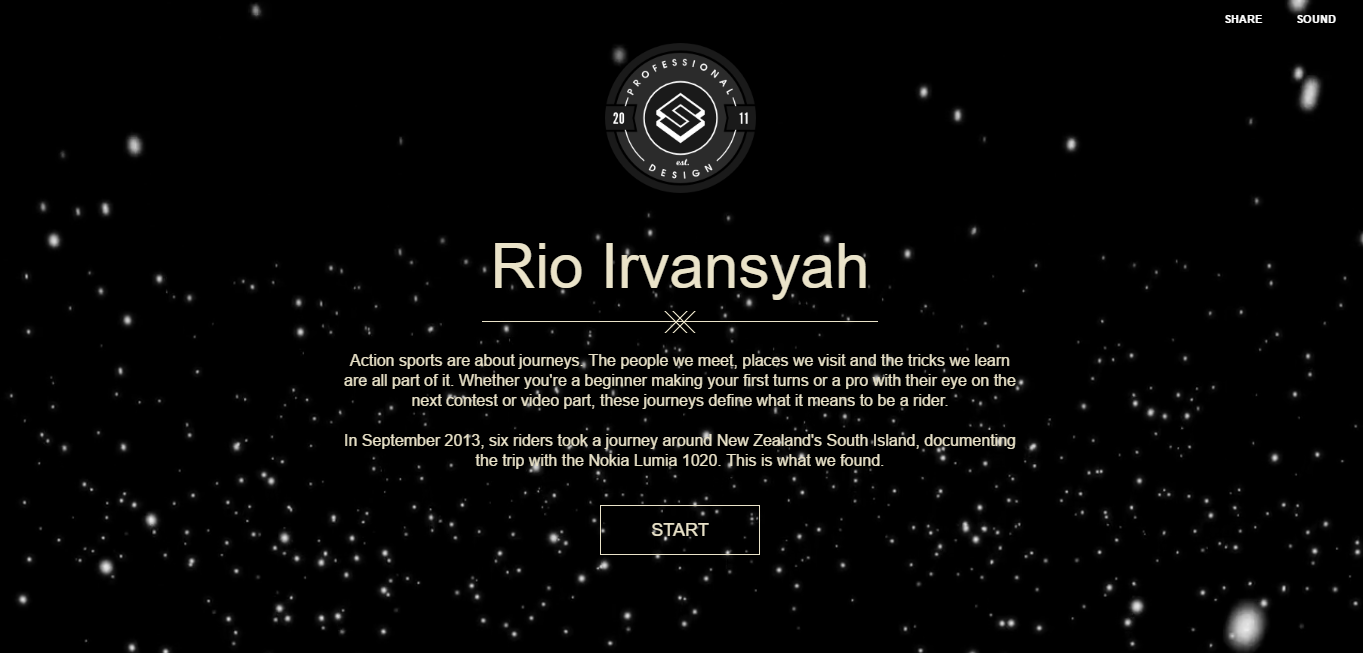 SHARE SOUND
PROFESSIONAL
20 11
est.
DESIGN
Rio Irvansyah
Action sports are about journeys. The people we meet, places we visit and the tricks we learn
are all part of it. Whether you're a beginner making your first turns or a pro with their eye on the
next contest or video part, these journeys define what it means to be a rider.
In September 2013, six riders took a journey around New Zealand's South Island, documenting
the trip with the Nokia Lumia 1020. This is what we found.
START